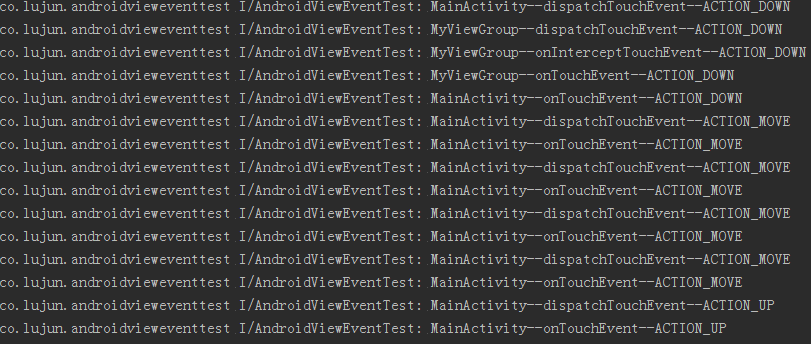 co.lujun.androidvieweventtest I/AndroidViewEventTest: MainActivity--dispatchTouchEvent--ACTION_DOWN
co.lujun.androidvieweventtest I/AndroidViewEventTest: MyViewGroup--dispatchTouchEvent--ACTION_DOWN
co.lujun.androidvieweventtest I/AndroidViewEventTest: MyViewGroup--onInterceptTouchEvent--ACTION_DOWN
co.lujun.androidvieweventtest I/AndroidViewEventTest: MyViewGroup--onTouchEvent--ACTION_DOWN
co.lujun.androidvieweventtest I/AndroidViewEventTest: MainActivity--onTouchEvent--ACTION_DOWN
co.lujun.androidvieweventtest I/AndroidViewEventTest: MainActivity--dispatchTouchEvent--ACTION_MOVE
co.lujun.androidvieweventtest I/AndroidViewEventTest: MainActivity--onTouchEvent--ACTION_MOVE
co.lujun.androidvieweventtest I/AndroidViewEventTest: MainActivity--dispatchTouchEvent--ACTION_MOVE
co.lujun.androidvieweventtest I/AndroidViewEventTest: MainActivity--onTouchEvent--ACTION_MOVE
co.lujun.androidvieweventtest I/AndroidViewEventTest: MainActivity--dispatchTouchEvent--ACTION_MOVE
co.lujun.androidvieweventtest I/AndroidViewEventTest: MainActivity--onTouchEvent--ACTION_MOVE
co.lujun.androidvieweventtest I/AndroidViewEventTest: MainActivity--dispatchTouchEvent--ACTION_MOVE
co.lujun.androidvieweventtest I/AndroidViewEventTest: MainActivity--onTouchEvent--ACTION_MOVE
co.lujun.androidvieweventtest I/AndroidViewEventTest: MainActivity--dispatchTouchEvent--ACTION_UP
co.lujun.androidvieweventtest I/AndroidViewEventTest: MainActivity--onTouchEvent--ACTION_UP